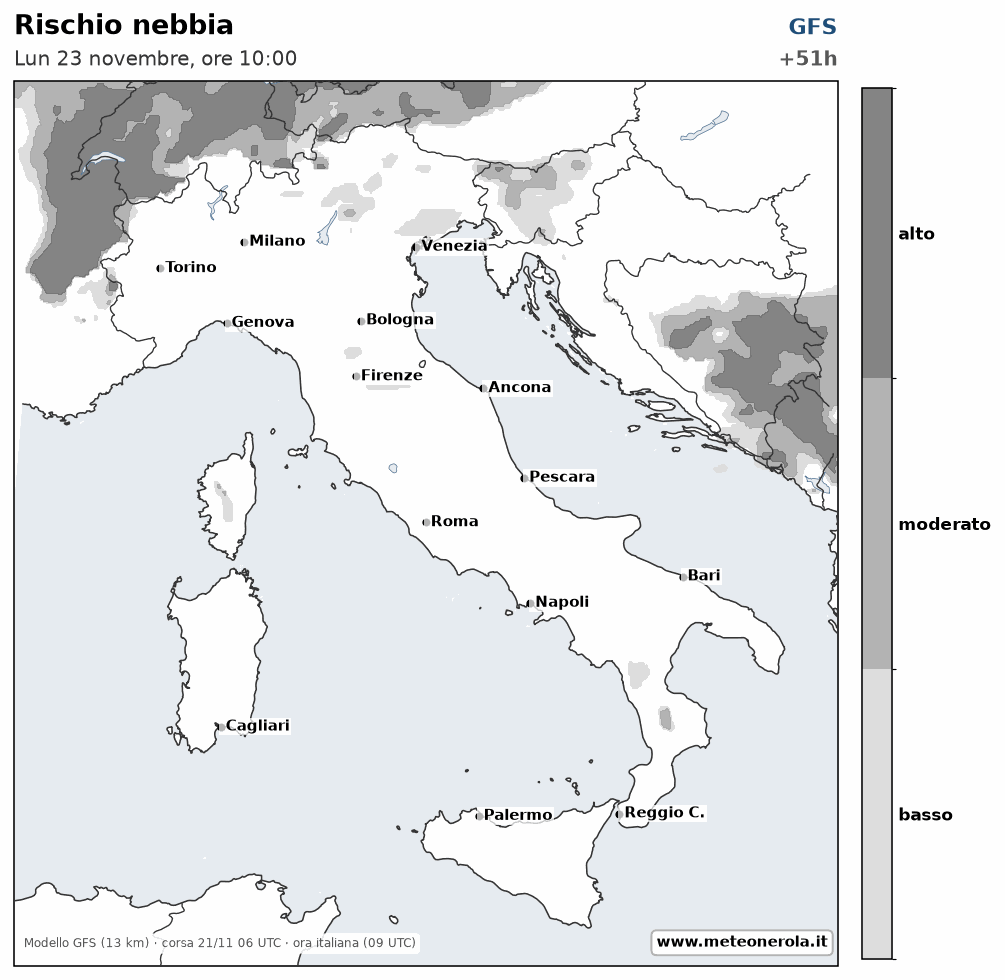 Rischio nebbia
GFS
Lun 23 novembre, ore 10:00
+51h
alto
Milano
Venezia
Torino
Genova
Bologna
Firenze
Ancona
Pescara
Roma
moderato
Bari
Napoli
Cagliari
Palermo
Reggio C.
basso
Modello GFS (13 km) · corsa 21/11 06 UTC · ora italiana (09 UTC)
www.meteonerola.it